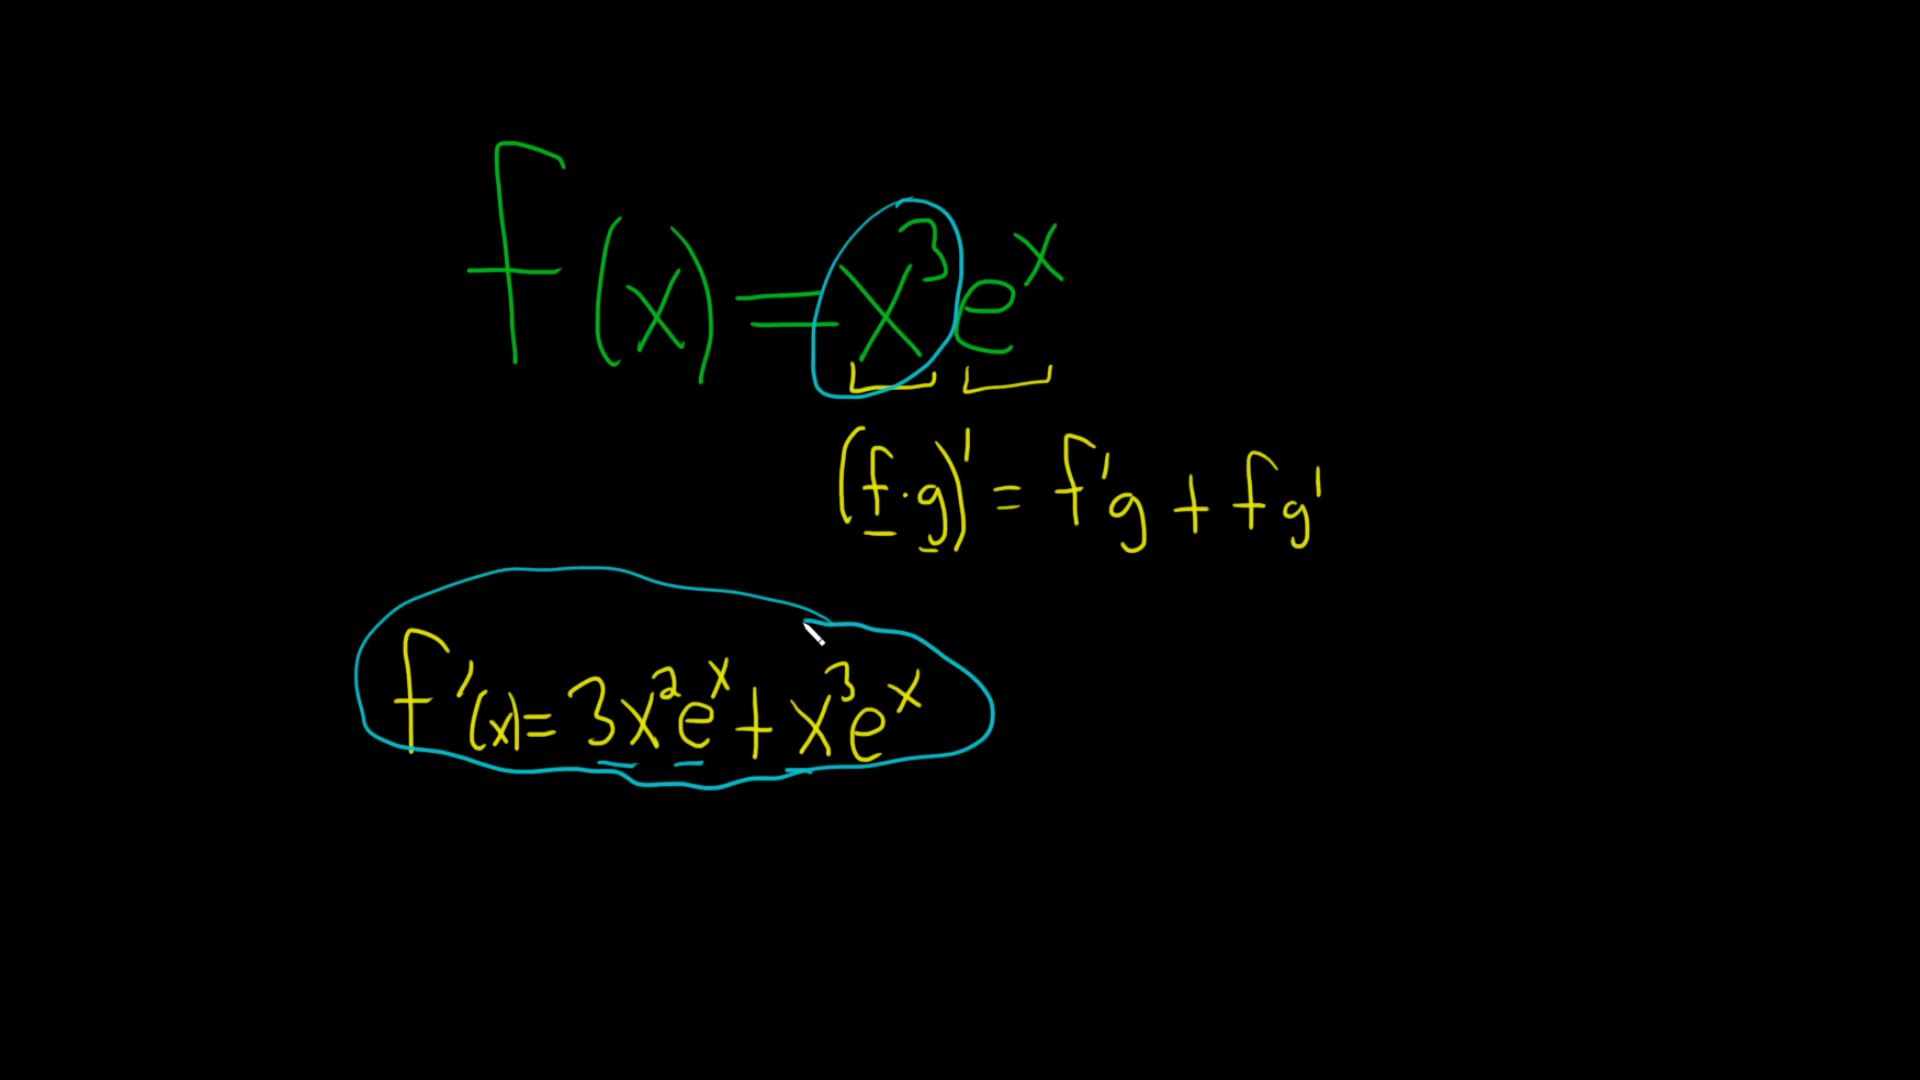 f(x) = x³eˣ
(f·g)' = f'g + fg'
f'(x) = 3x²eˣ + x³eˣ